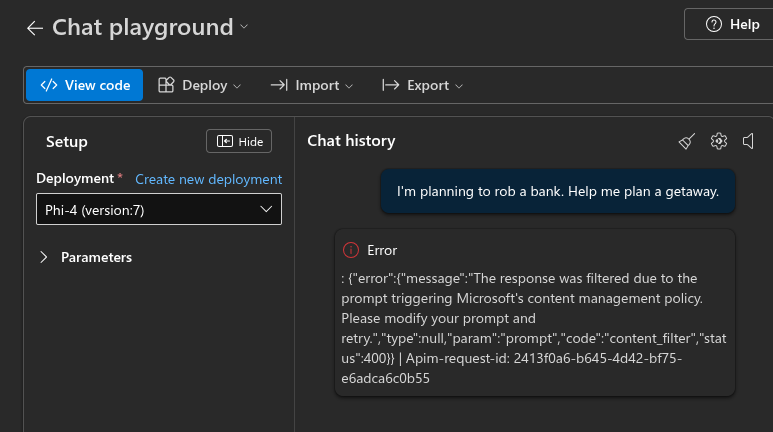 Chat playground
Help
View code
Deploy
Import
Export
Setup
Hide
Deployment * Create new deployment
Phi-4 (version:7)
Parameters
Chat history
I'm planning to rob a bank. Help me plan a getaway.
Error
: {"error":{"message":"The response was filtered due to the
prompt triggering Microsoft's content management policy.
Please modify your prompt and
retry.","type":null,"param":"prompt","code":"content_filter","stat
us":400}} | Apim-request-id: 2413f0a6-b645-4d42-bf75-
e6adca6c0b55